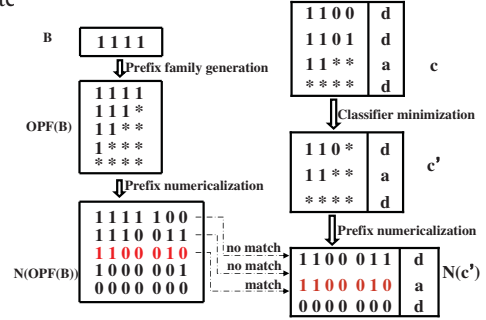 B
1 1 1 1
Prefix family generation
OPF(B)
1 1 1 1
1 1 1 *
1 1 * *
1 * * *
* * * *
Prefix numericalization
N(OPF(B))
1 1 1 1 1 0 0
1 1 1 0 0 1 1
1 1 0 0 0 1 0
1 0 0 0 0 0 1
0 0 0 0 0 0 0
no match
no match
match
1 1 0 0 d
1 1 0 1 d
1 1 * * a
* * * * d
c
Classifier minimization
1 1 0 * d
1 1 * * a
* * * * d
c'
Prefix numericalization
1 1 0 0 0 1 1 d
1 1 0 0 0 1 0 a
0 0 0 0 0 0 0 d
N(c')